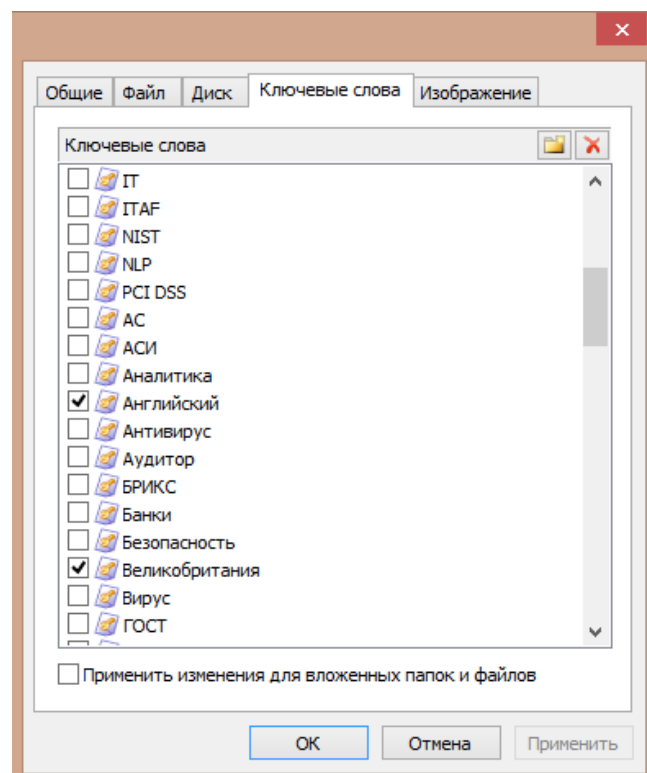 Общие Файл Диск Ключевые слова Изображение
Ключевые слова
IT
ITAF
NIST
NLP
PCI DSS
АС
АСИ
Аналитика
Английский
Антивирус
Аудитор
БРИКС
Банки
Безопасность
Великобритания
Вирус
ГОСТ
Применить изменения для вложенных папок и файлов
ОК Отмена Применить